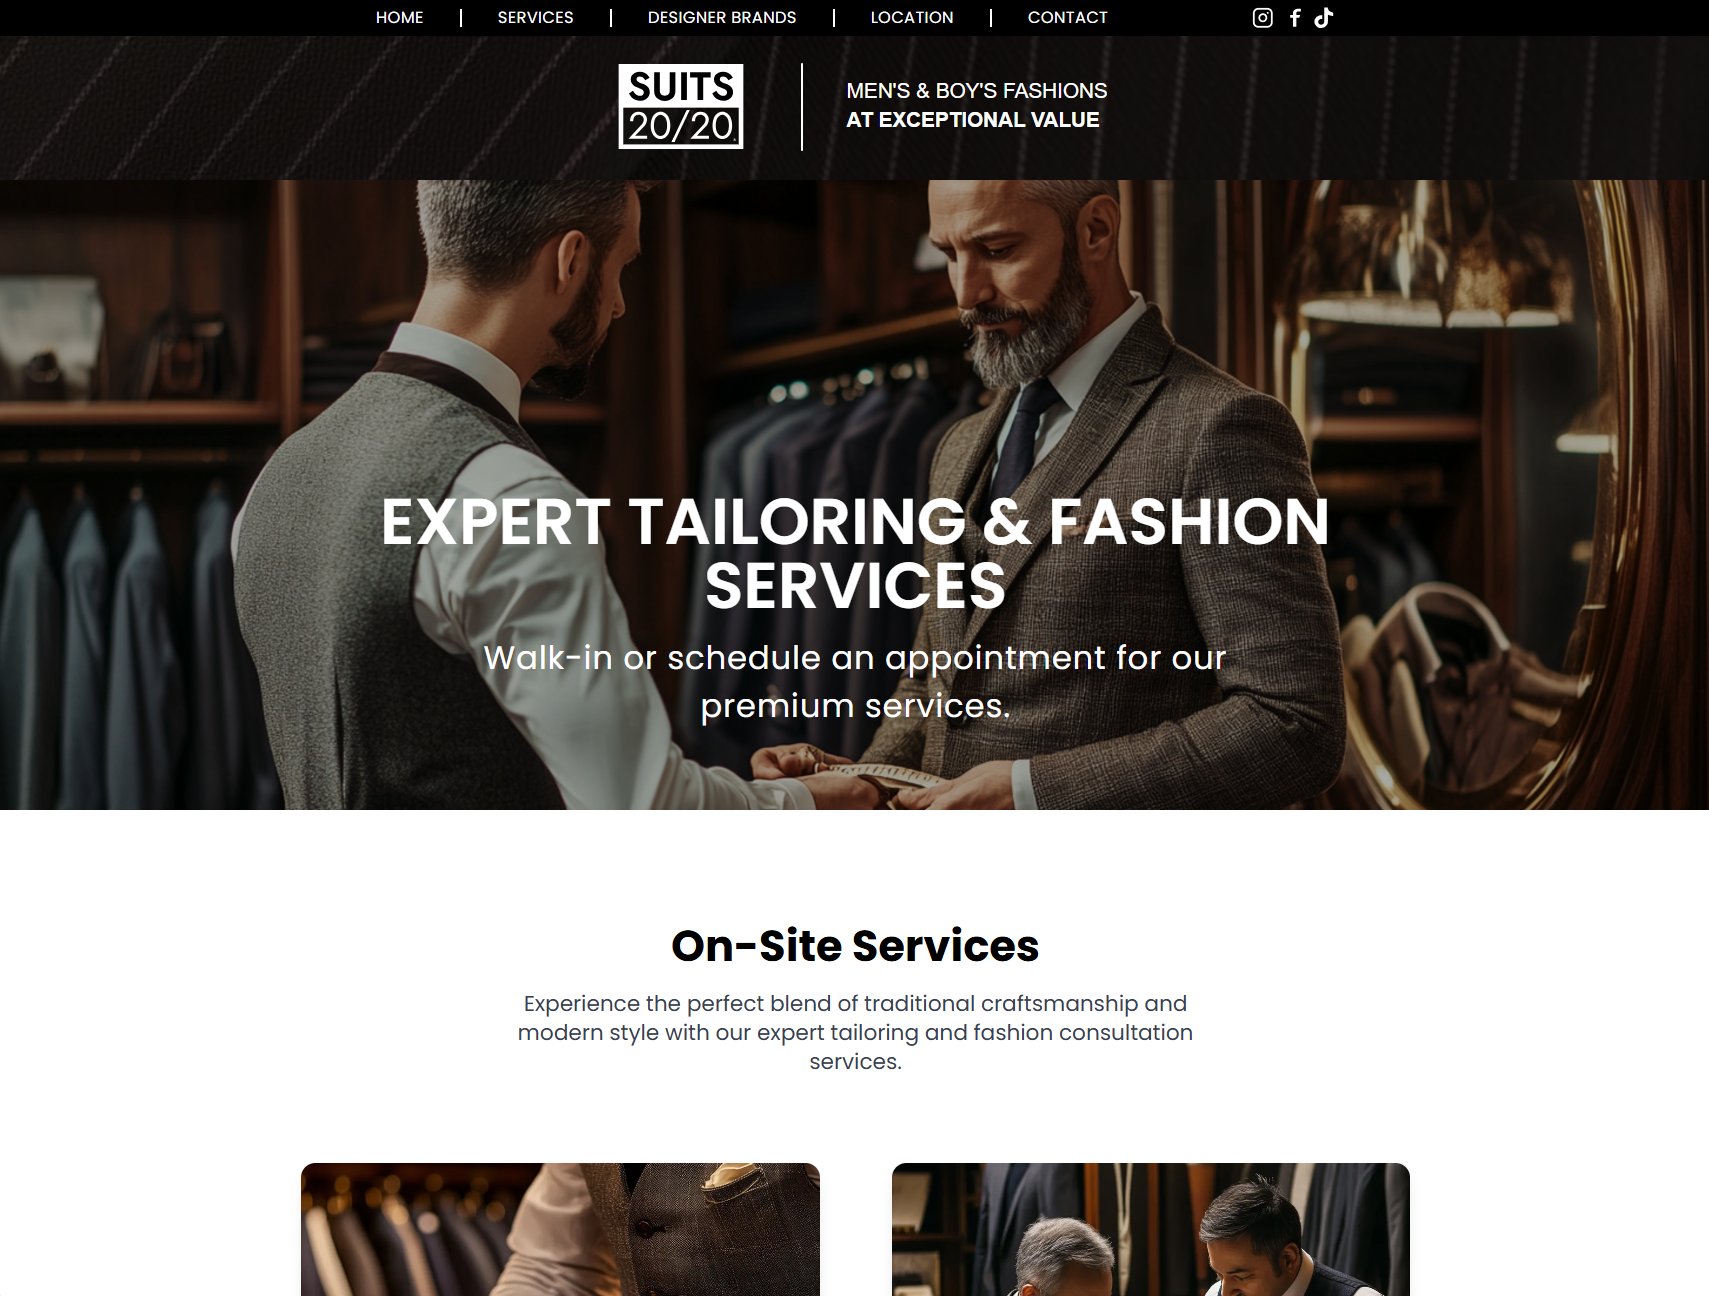 HOME | SERVICES | DESIGNER BRANDS | LOCATION | CONTACT
SUITS
20/20
MEN'S & BOY'S FASHIONS
AT EXCEPTIONAL VALUE
EXPERT TAILORING & FASHION
SERVICES
Walk-in or schedule an appointment for our
premium services.
On-Site Services
Experience the perfect blend of traditional craftsmanship and
modern style with our expert tailoring and fashion consultation
services.